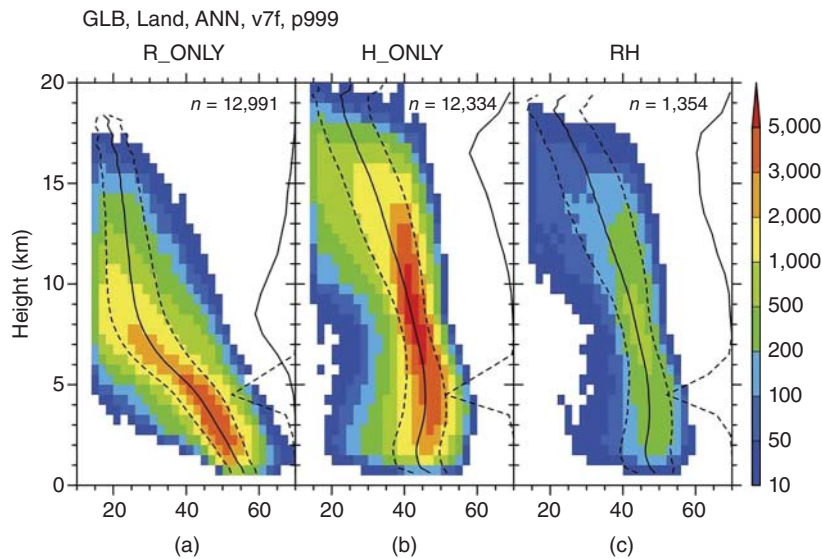 GLB, Land, ANN, v7f, p999
R_ONLY H_ONLY RH
n = 12,991 n = 12,334 n = 1,354
Height (km)
20
15
10
5
0
20 40 60 20 40 60 20 40 60
(a) (b) (c)
5,000
3,000
2,000
1,000
500
200
100
50
10